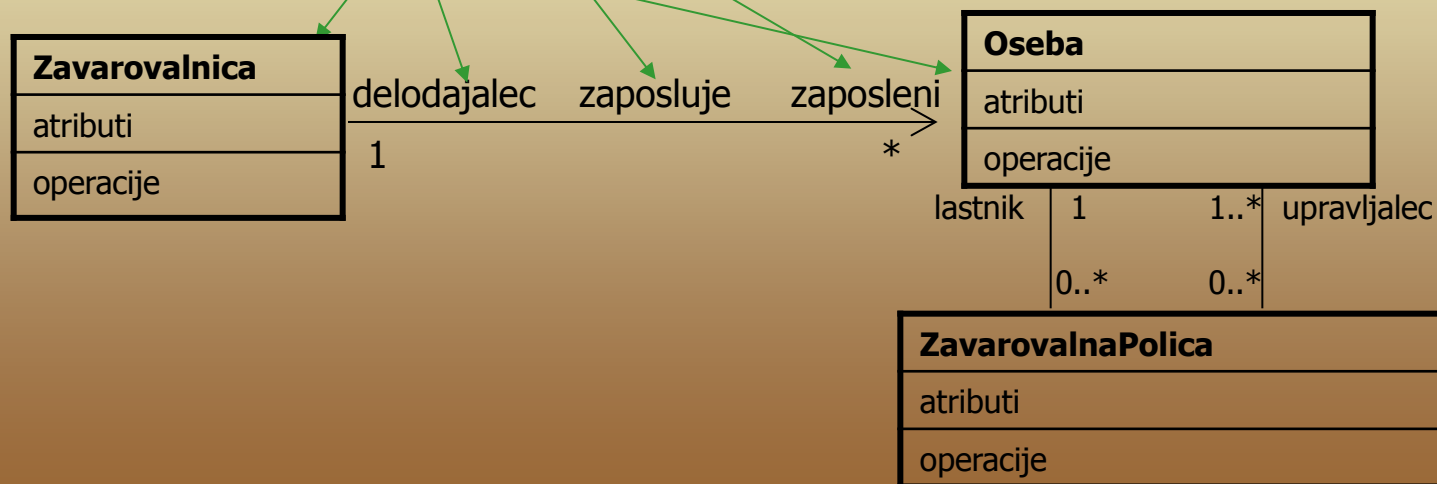 Zavarovalnica
atributi
operacije
delodajalec zaposluje zaposleni
1 *
Oseba
atributi
operacije
lastnik 1 1..* upravljalec
0..* 0..*
ZavarovalnaPolica
atributi
operacije